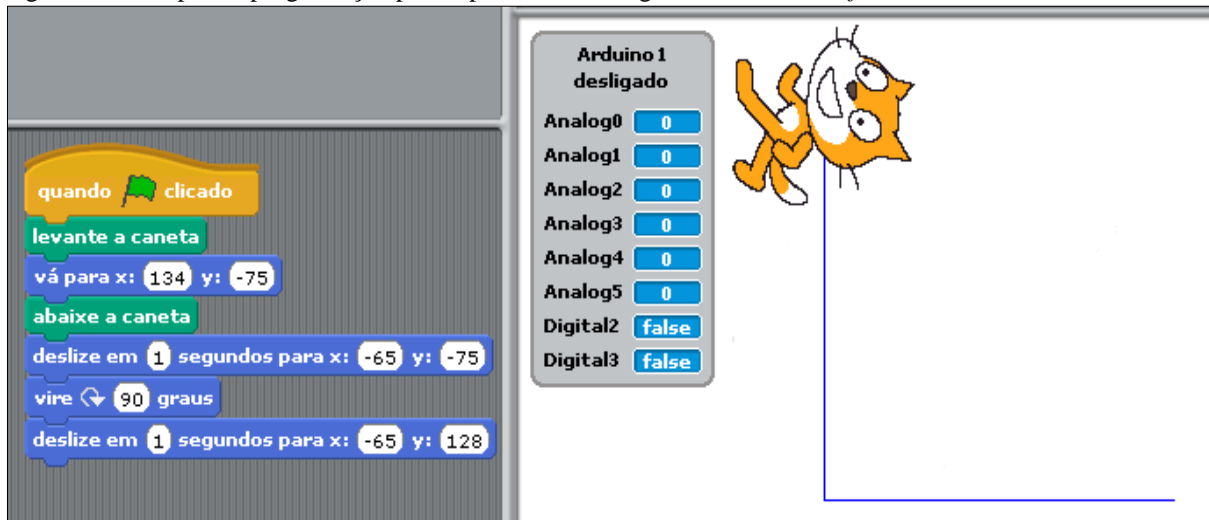 quando clicado
levante a caneta
vá para x: 134 y: -75
abaixe a caneta
deslize em 1 segundos para x: -65 y: -75
vire 90 graus
deslize em 1 segundos para x: -65 y: 128
Arduino 1
desligado
Analog0 0
Analog1 0
Analog2 0
Analog3 0
Analog4 0
Analog5 0
Digital2 false
Digital3 false